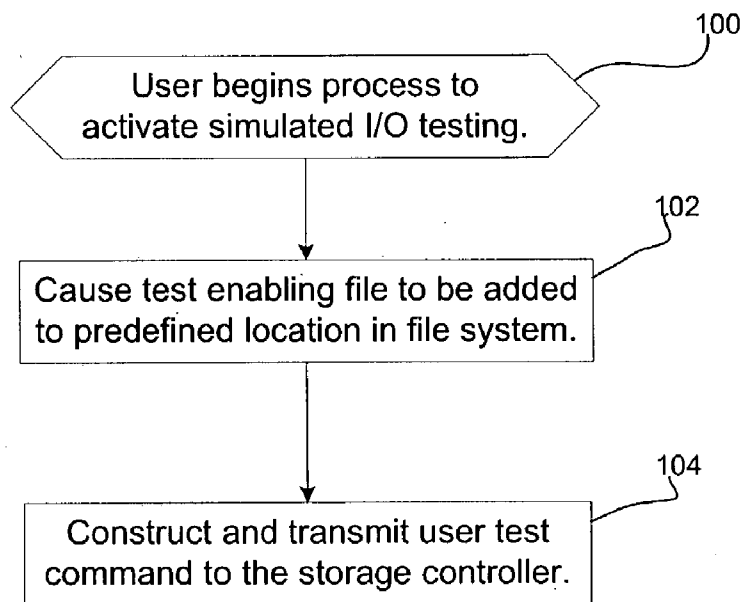 100
User begins process to
activate simulated I/O testing.
102
Cause test enabling file to be added
to predefined location in file system.
104
Construct and transmit user test
command to the storage controller.